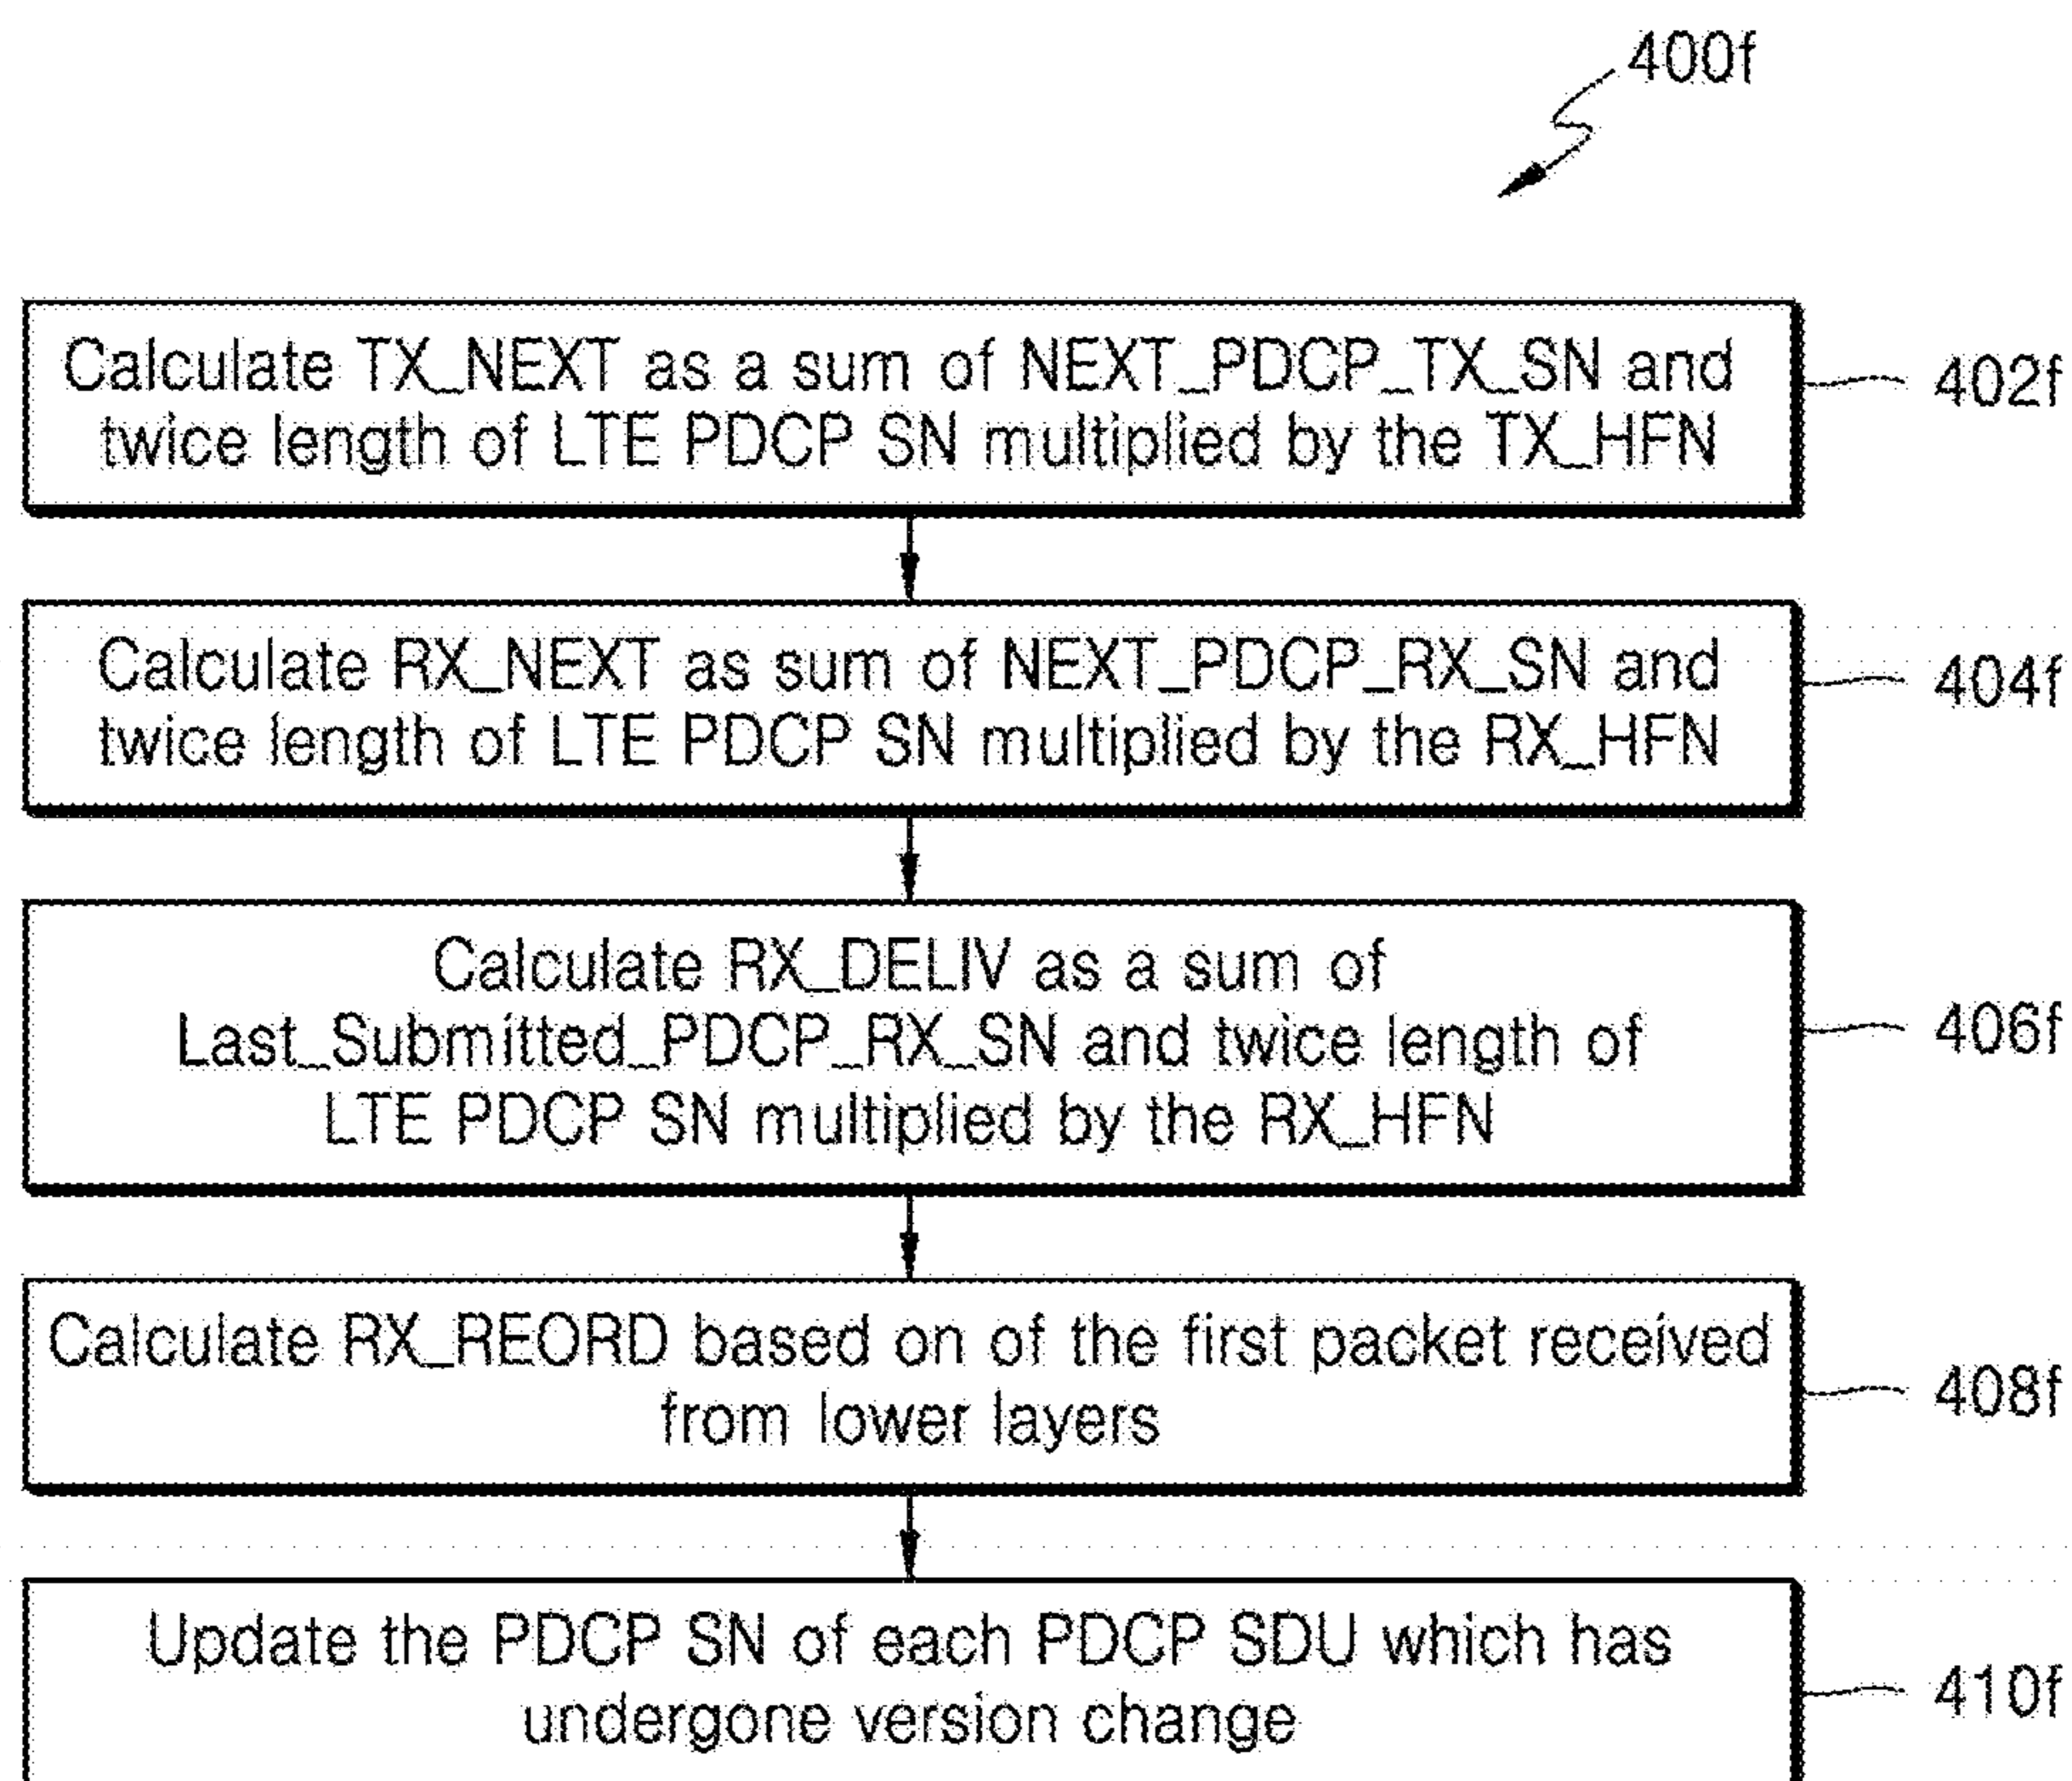 400f
Calculate TX_NEXT as a sum of NEXT_PDCP_TX_SN and
twice length of LTE PDCP SN multiplied by the TX_HFN
402f
Calculate RX_NEXT as sum of NEXT_PDCP_RX_SN and
twice length of LTE PDCP SN multiplied by the RX_HFN
404f
Calculate RX_DELIV as a sum of
Last_Submitted_PDCP_RX_SN and twice length of
LTE PDCP SN multiplied by the RX_HFN
406f
Calculate RX_REORD based on of the first packet received
from lower layers
408f
Update the PDCP SN of each PDCP SDU which has
undergone version change
410f